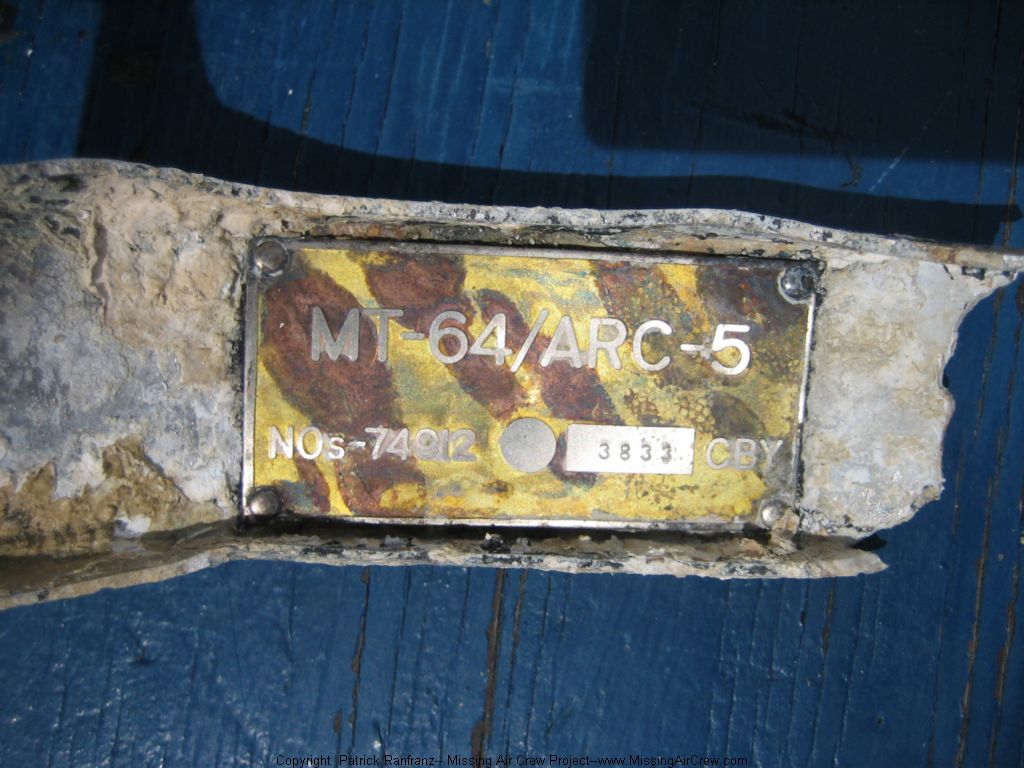 MT-64/ARC-5
NOs-74912 3833 CBY
Copyright Patrick Ranfranz-- Missing Air Crew Project--www.MissingAirCrew.com